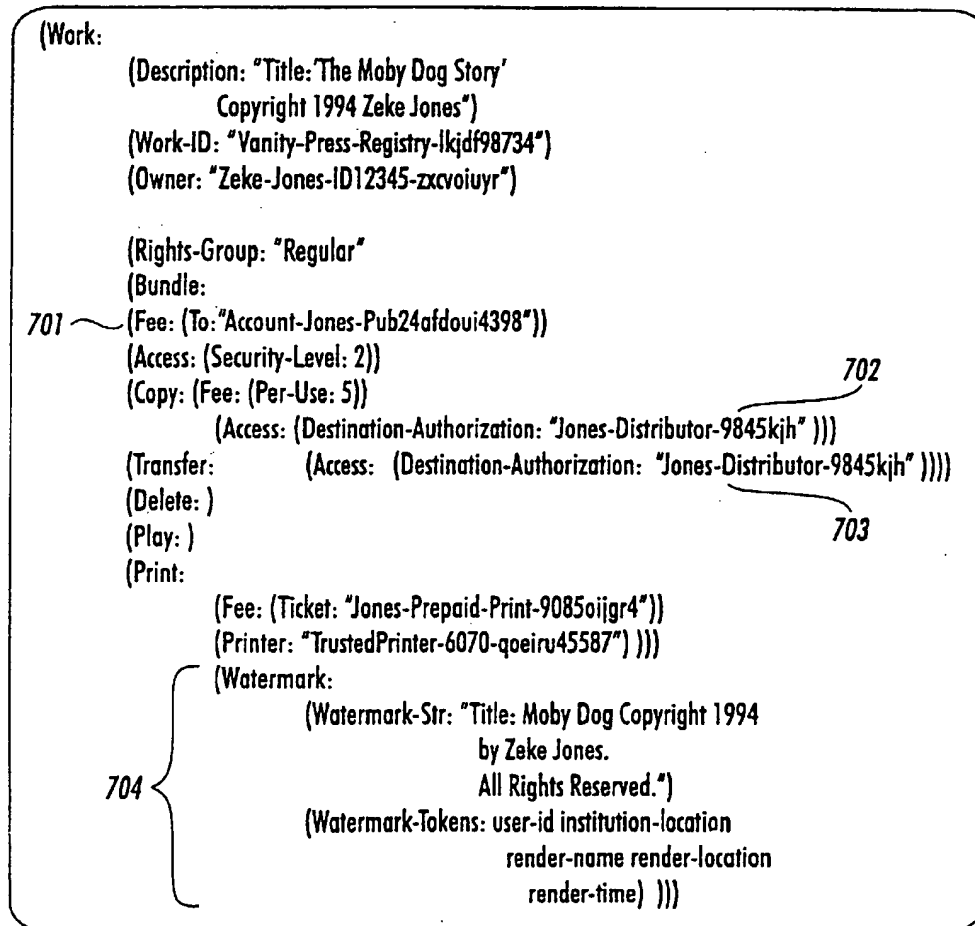 (Work:
(Description: "Title:'The Moby Dog Story'
Copyright 1994 Zeke Jones")
(Work-ID: "Vanity-Press-Registry-lkjdf98734")
(Owner: "Zeke-Jones-ID12345-zxcvoiuyr")
(Rights-Group: "Regular"
(Bundle:
701 (Fee: (To:"Account-Jones-Pub24afdoui4398"))
(Access: (Security-Level: 2))
(Copy: (Fee: (Per-Use: 5))
702
(Access: (Destination-Authorization: "Jones-Distributor-9845kjh" )))
(Transfer: (Access: (Destination-Authorization: "Jones-Distributor-9845kjh" ))))
(Delete: )
703
(Play: )
(Print:
(Fee: (Ticket: "Jones-Prepaid-Print-9085oijgr4"))
(Printer: "TrustedPrinter-6070-qoeiru45587") )))
(Watermark:
(Watermark-Str: "Title: Moby Dog Copyright 1994
by Zeke Jones.
704 All Rights Reserved.")
(Watermark-Tokens: user-id institution-location
render-name render-location
render-time) )))